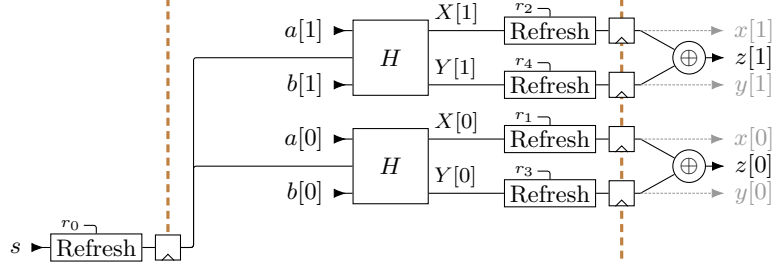 a[1] X[1] r₂ Refresh x[1]
H ⊕ z[1]
b[1] Y[1] r₄ Refresh y[1]
a[0] X[0] r₁ Refresh x[0]
H ⊕ z[0]
b[0] Y[0] r₃ Refresh y[0]
s r₀ Refresh